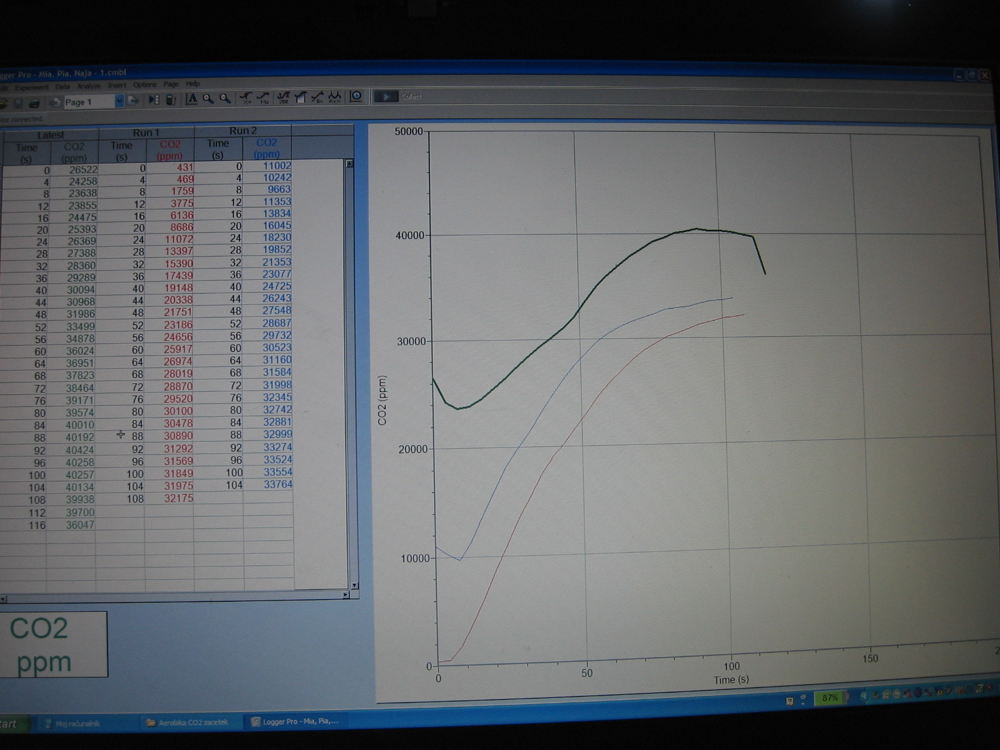 gger Pro - Mia, Pia, Naja - 1.cmbl
Experiment Data Analyze Insert Options Page Help
Page 1
Collect
connected.
Latest Run 1 Run 2
Time (s) CO2 (ppm) Time (s) CO2 (ppm) Time (s) CO2 (ppm)
0 26522 0 431 0 11002
4 24258 4 469 4 10242
8 23638 8 1759 8 9663
12 23855 12 3775 12 11353
16 24475 16 6136 16 13834
20 25393 20 8686 20 16045
24 26369 24 11072 24 18230
28 27388 28 13397 28 19852
32 28360 32 15390 32 21353
36 29289 36 17439 36 23077
40 30094 40 19148 40 24725
44 30968 44 20338 44 26243
48 31986 48 21751 48 27548
52 33499 52 23186 52 28687
56 34878 56 24656 56 29732
60 36024 60 25917 60 30523
64 36951 64 26974 64 31160
68 37823 68 28019 68 31584
72 38464 72 28870 72 31998
76 39171 76 29520 76 32345
80 39574 80 30100 80 32742
84 40010 84 30478 84 32881
88 40192 88 30890 88 32999
92 40424 92 31292 92 33274
96 40258 96 31569 96 33524
100 40257 100 31849 100 33554
104 40134 104 31975 104 33764
108 39938 108 32175
112 39700
116 36047
CO2
ppm
50000
40000
30000
20000
10000
0
CO2 (ppm)
0 50 100 150
Time (s)
87%
tart
Moj računalnik
Aerobika CO2 zacetek
Logger Pro - Mia, Pia,...